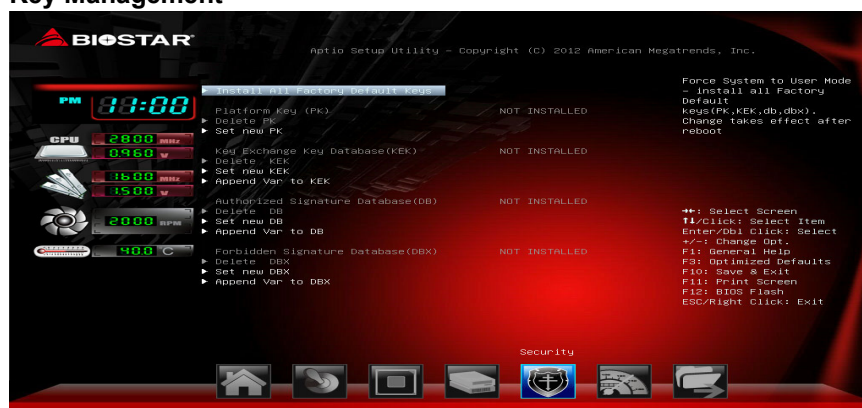 Key Management
BIOSTAR
Aptio Setup Utility – Copyright (C) 2012 American Megatrends, Inc.
PM 11:00
CPU 2800 MHz
0.960 V
1600 MHz
1.500 V
2000 RPM
40.0 C
► Install All Factory Default Keys
Platform Key (PK) NOT INSTALLED
► Delete PK
► Set new PK
Key Exchange Key Database(KEK) NOT INSTALLED
► Delete KEK
► Set new KEK
► Append Var to KEK
Authorized Signature Database(DB) NOT INSTALLED
► Delete DB
► Set new DB
► Append Var to DB
Forbidden Signature Database(DBX) NOT INSTALLED
► Delete DBX
► Set new DBX
► Append Var to DBX
Force System to User Mode
– install all Factory
Default
keys(PK,KEK,db,dbx).
Change takes effect after
reboot
→←: Select Screen
↑↓/Click: Select Item
Enter/Dbl Click: Select
+/-: Change Opt.
F1: General Help
F3: Optimized Defaults
F10: Save & Exit
F11: Print Screen
F12: BIOS Flash
ESC/Right Click: Exit
Security